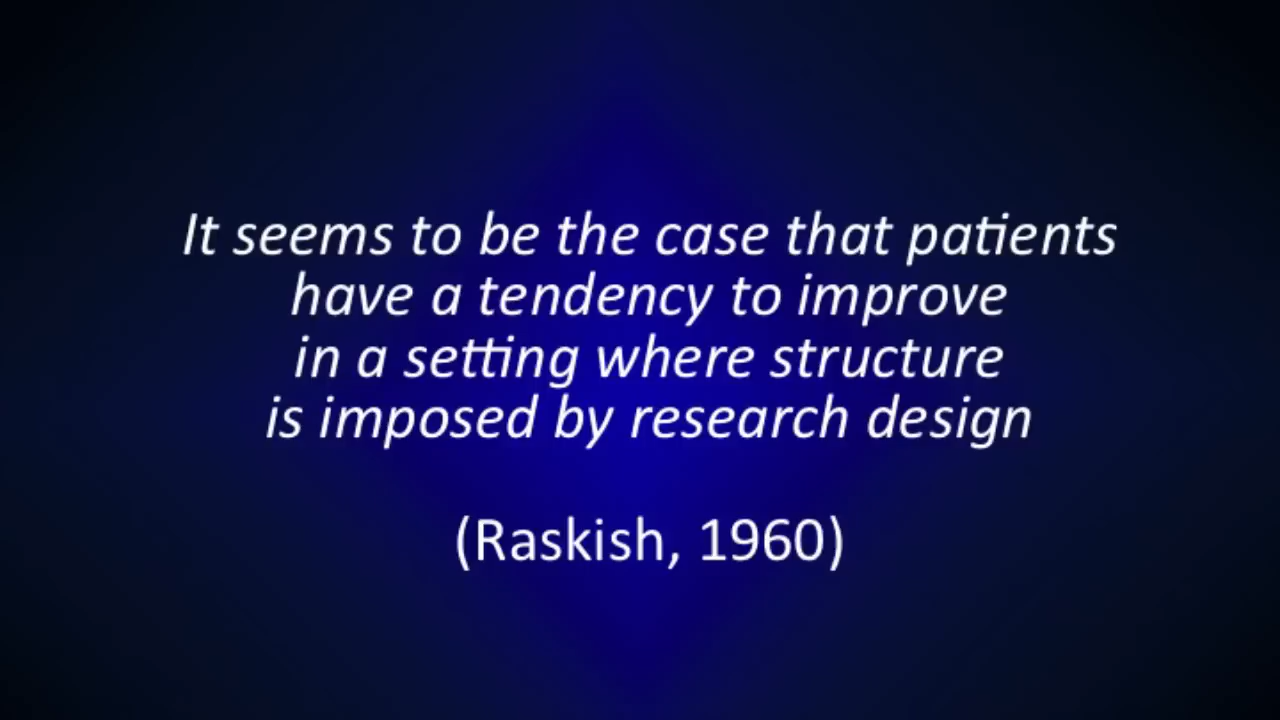 It seems to be the case that patients
have a tendency to improve
in a setting where structure
is imposed by research design
(Raskish, 1960)